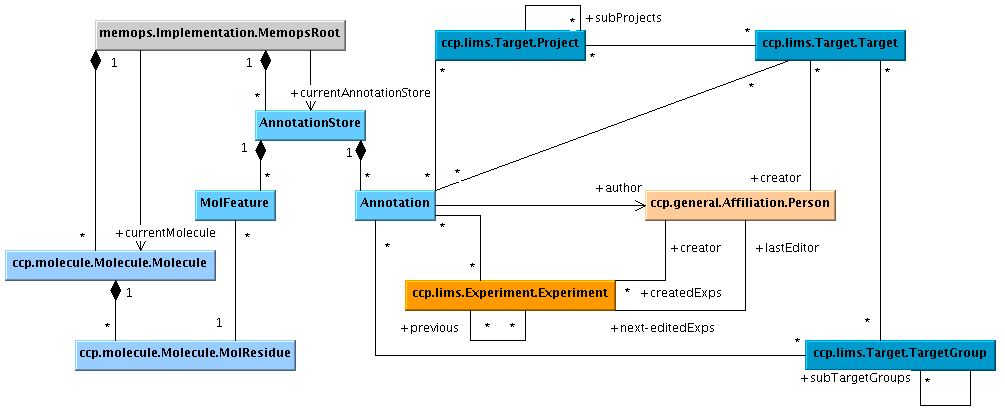 +subProjects
*
memops.Implementation.MemopsRoot
ccp.lims.Target.Project
*
*
ccp.lims.Target.Target
1
1
*
*
*
*
*
*
+currentAnnotationStore
AnnotationStore
1
1
*
*
*
*
+creator
+author
*
MolFeature
Annotation
ccp.general.Affiliation.Person
*
*
+currentMolecule
*
*
+creator
+lastEditor
ccp.molecule.Molecule.Molecule
*
1
ccp.lims.Experiment.Experiment
*
+createdExps
*
1
+previous
*
*
+next-editedExps
*
*
ccp.molecule.Molecule.MolResidue
ccp.lims.Target.TargetGroup
+subTargetGroups
*